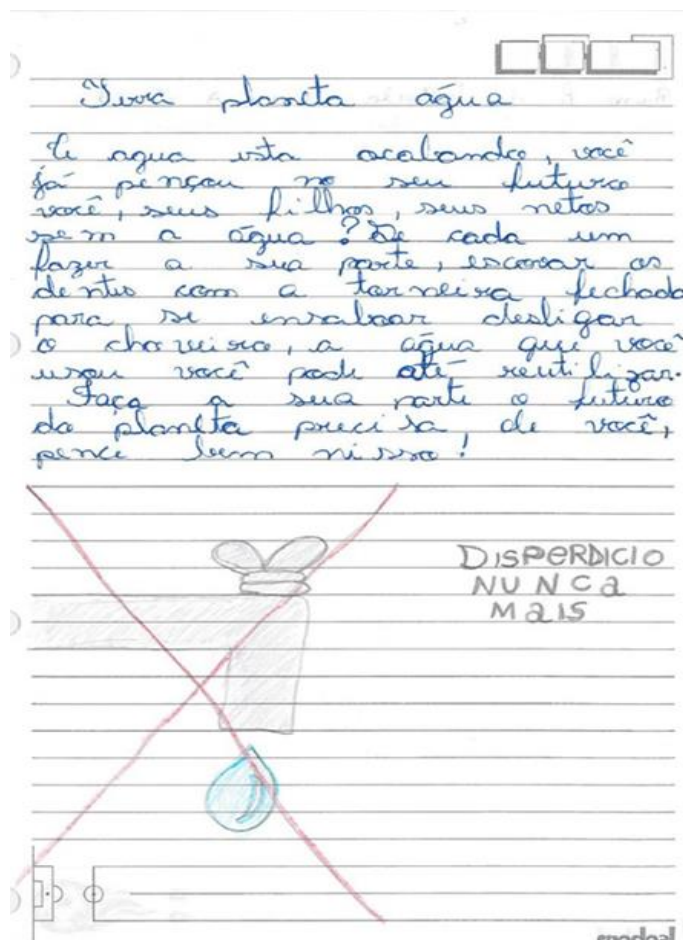 Terra planeta água
A agua esta acabando, você
já pençou no seu futuro
você, seus filhos, seus netos
sem a água? Se cada um
fazer a sua parte, escovar os
dentes com a torneira fechada
para se ensaboar desligar
o chaveiro, a água que você
usou você pode até reutilizar.
Faça a sua parte o futuro
do planeta precisa, de você,
pence bem nisso!
DISPERDICIO
NUNCA
MaIS